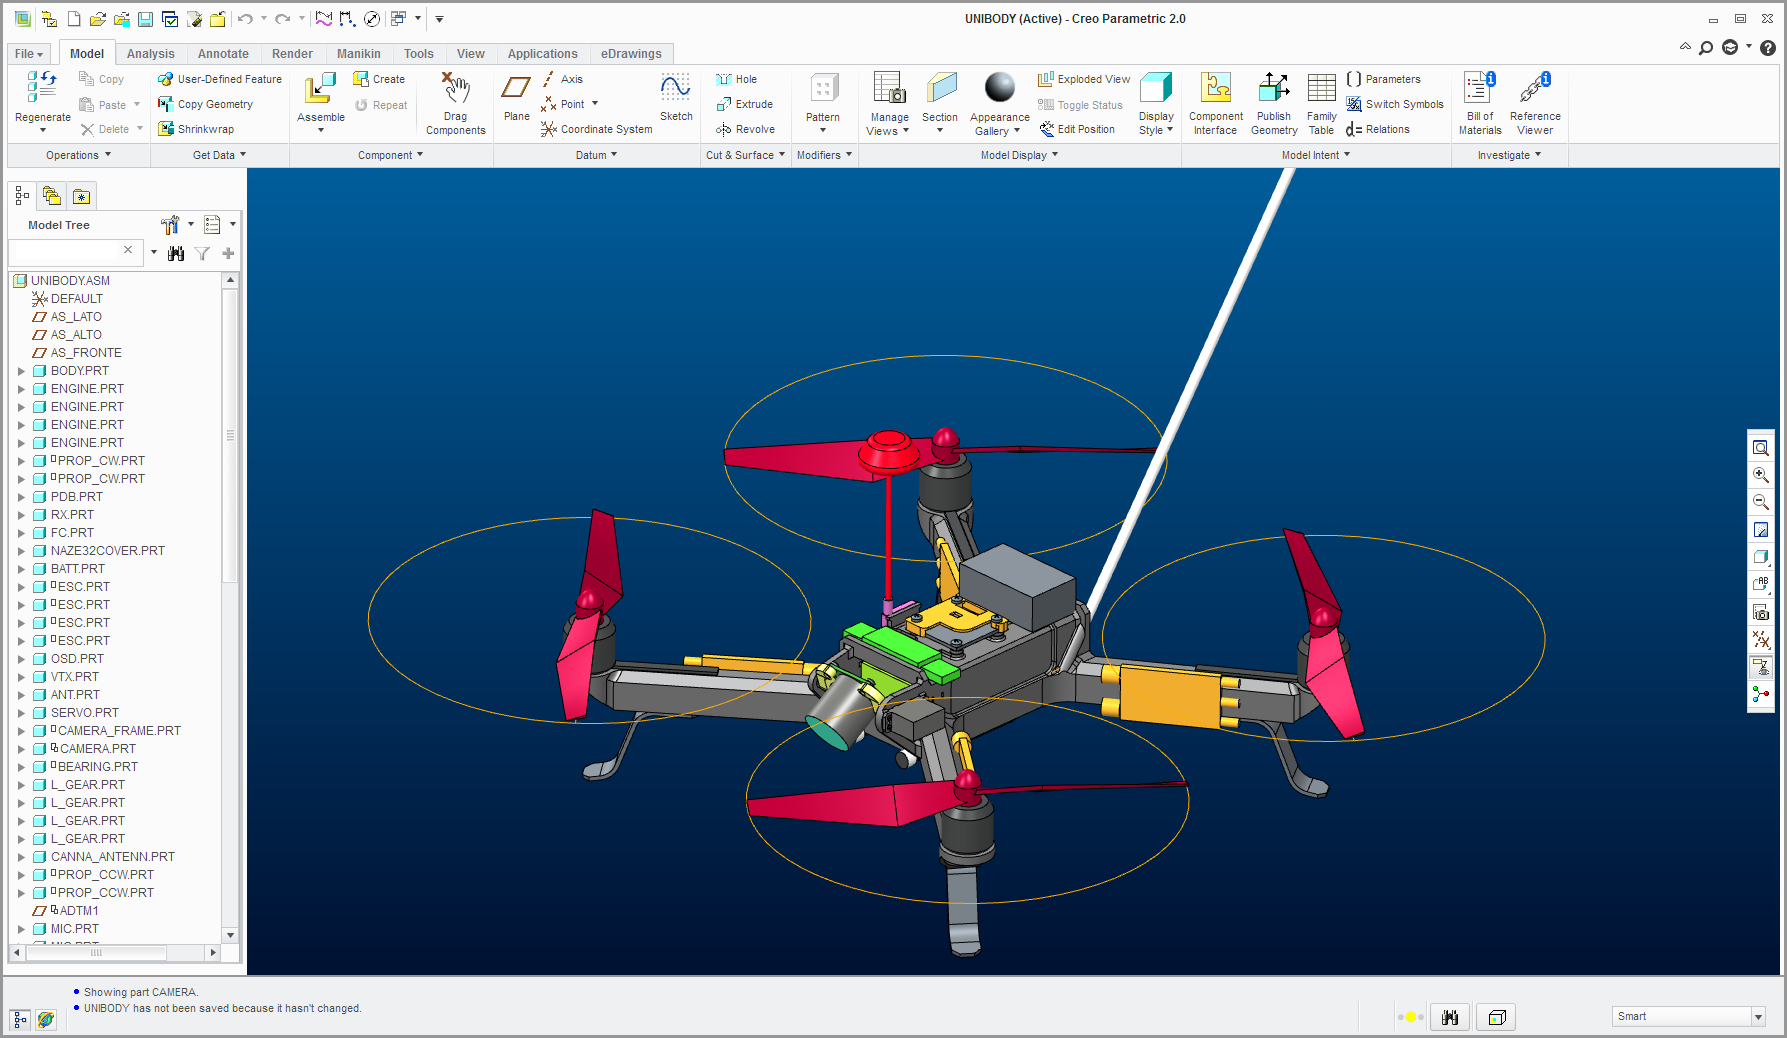 UNIBODY (Active) - Creo Parametric 2.0
File Model Analysis Annotate Render Manikin Tools View Applications eDrawings
Copy User-Defined Feature Create Axis Hole Exploded View Parameters
Paste Copy Geometry Repeat Point Extrude Toggle Status Switch Symbols
Delete Shrinkwrap Coordinate System Revolve Edit Position Relations
Regenerate Assemble Drag Components Plane Sketch Pattern Manage Views Section Appearance Gallery Display Style Component Interface Publish Geometry Family Table Bill of Materials Reference Viewer
Operations Get Data Component Datum Cut & Surface Modifiers Model Display Model Intent Investigate
Model Tree
UNIBODY.ASM
DEFAULT
AS_LATO
AS_ALTO
AS_FRONTE
BODY.PRT
ENGINE.PRT
ENGINE.PRT
ENGINE.PRT
ENGINE.PRT
PROP_CW.PRT
PROP_CW.PRT
PDB.PRT
RX.PRT
FC.PRT
NAZE32COVER.PRT
BATT.PRT
ESC.PRT
ESC.PRT
ESC.PRT
ESC.PRT
OSD.PRT
VTX.PRT
ANT.PRT
SERVO.PRT
CAMERA_FRAME.PRT
CAMERA.PRT
BEARING.PRT
L_GEAR.PRT
L_GEAR.PRT
L_GEAR.PRT
L_GEAR.PRT
CANNA_ANTENN.PRT
PROP_CCW.PRT
PROP_CCW.PRT
ADTM1
MIC.PRT
AB
Showing part CAMERA.
UNIBODY has not been saved because it hasn't changed.
Smart